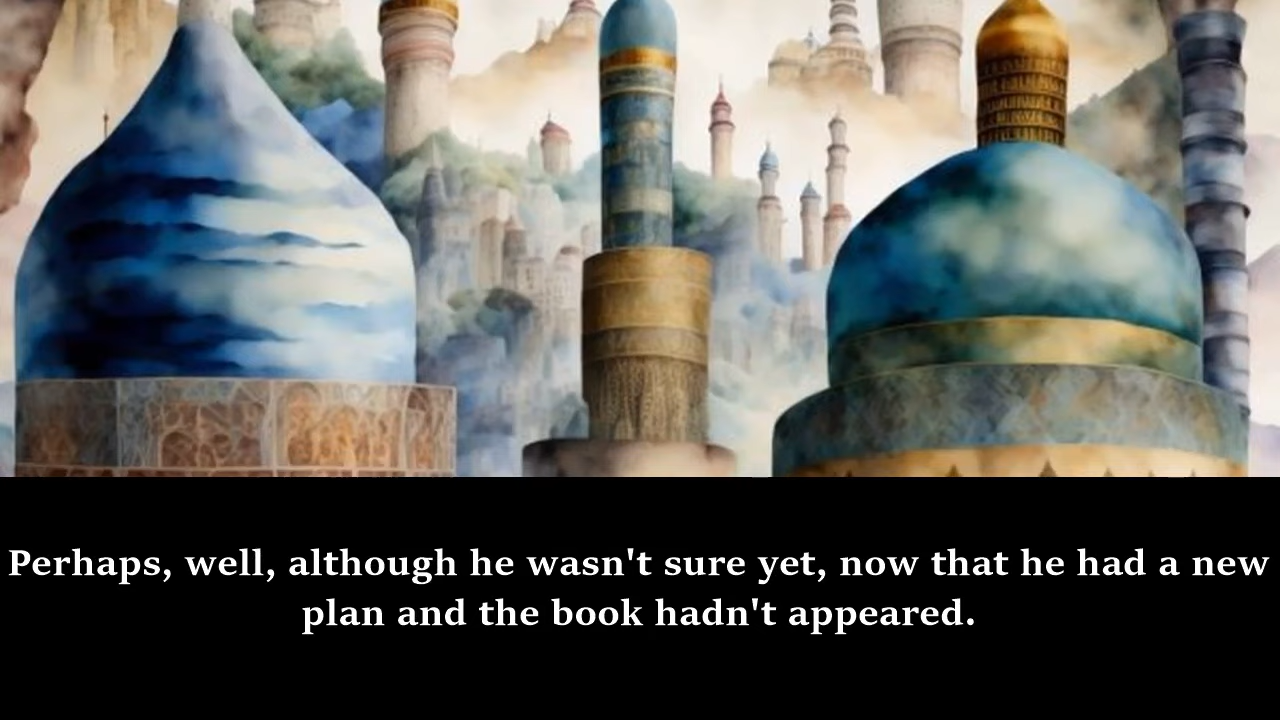 Perhaps, well, although he wasn't sure yet, now that he had a new
plan and the book hadn't appeared.